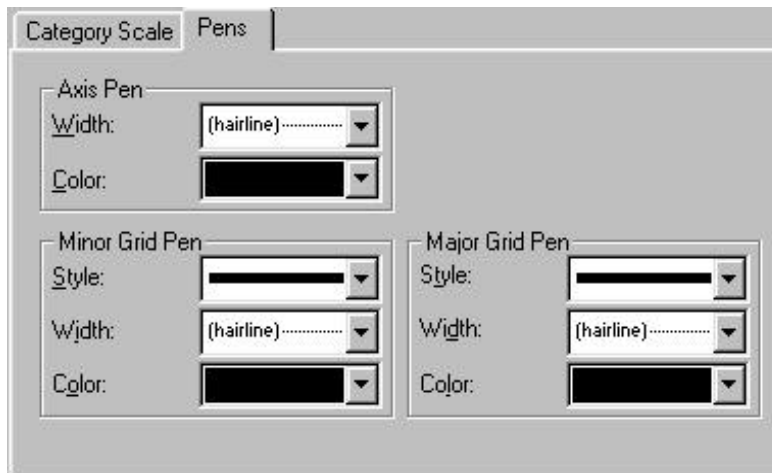 Category Scale
Pens
Axis Pen
Width: (hairline)
Color:
Minor Grid Pen
Style:
Width: (hairline)
Color:
Major Grid Pen
Style:
Width: (hairline)
Color: